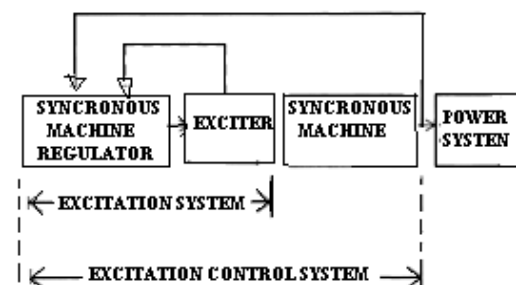 SYNCRONOUS
MACHINE
REGULATOR
EXCITER
SYNCRONOUS
MACHINE
POWER
SYSTEN
EXCITATION SYSTEM
EXCITATION CONTROL SYSTEM